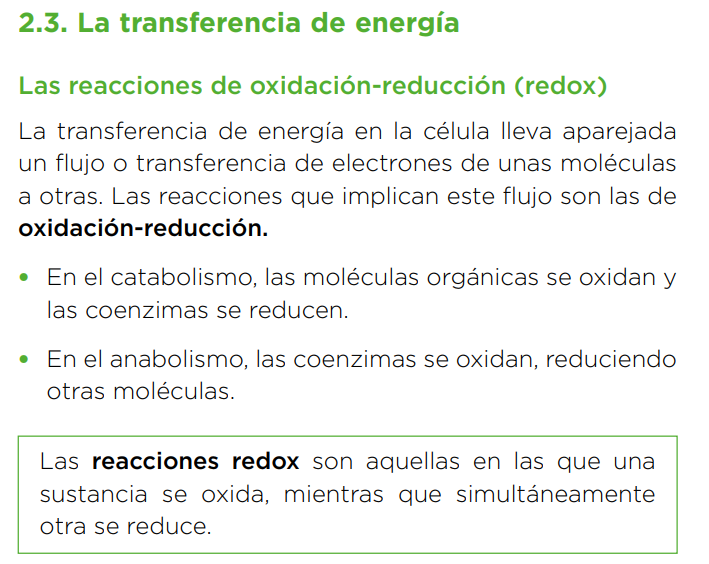 2.3. La transferencia de energía
Las reacciones de oxidación-reducción (redox)
La transferencia de energía en la célula lleva aparejada
un flujo o transferencia de electrones de unas moléculas
a otras. Las reacciones que implican este flujo son las de
oxidación-reducción.
• En el catabolismo, las moléculas orgánicas se oxidan y
las coenzimas se reducen.
• En el anabolismo, las coenzimas se oxidan, reduciendo
otras moléculas.
Las reacciones redox son aquellas en las que una
sustancia se oxida, mientras que simultáneamente
otra se reduce.